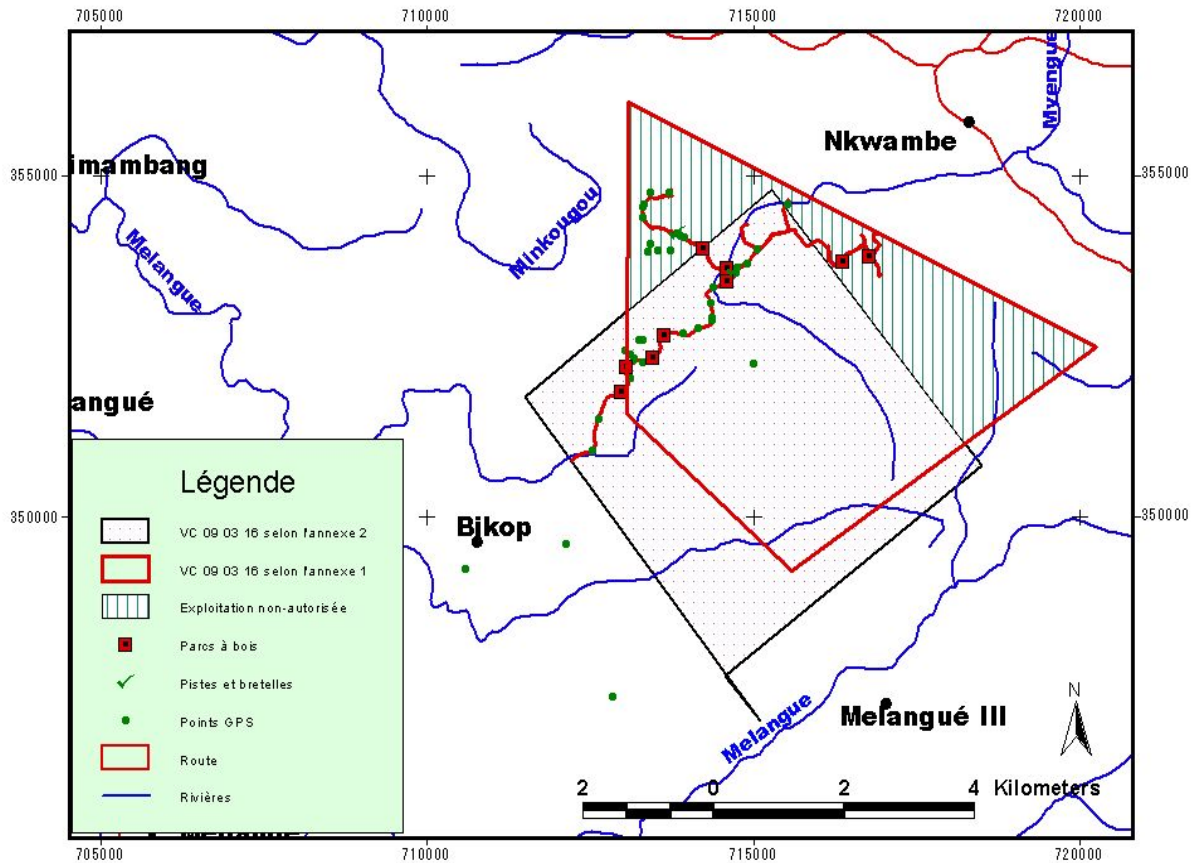 705000 710000 715000 720000
Myengue
Nkwambe
imambang
355000 355000
Minkougou
Melangue
angué
Légende
VC 09 03 16 selon l'annexe 2
VC 09 03 16 selon l'annexe 1
Exploitation non-autorisée
Parcs à bois
Pistes et bretelles
Points GPS
Route
Rivières
350000 350000
Bikop
Melangué III
Melangue
N
2 0 2 4 Kilometers
705000 710000 715000 720000